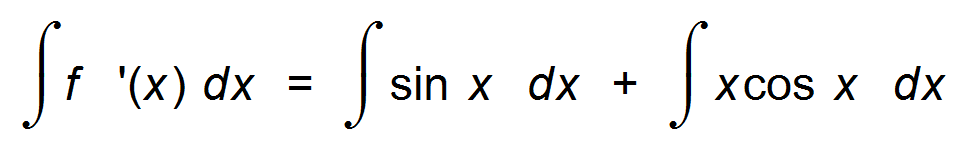 ∫ f '(x) dx = ∫ sin x dx + ∫ xcos x dx